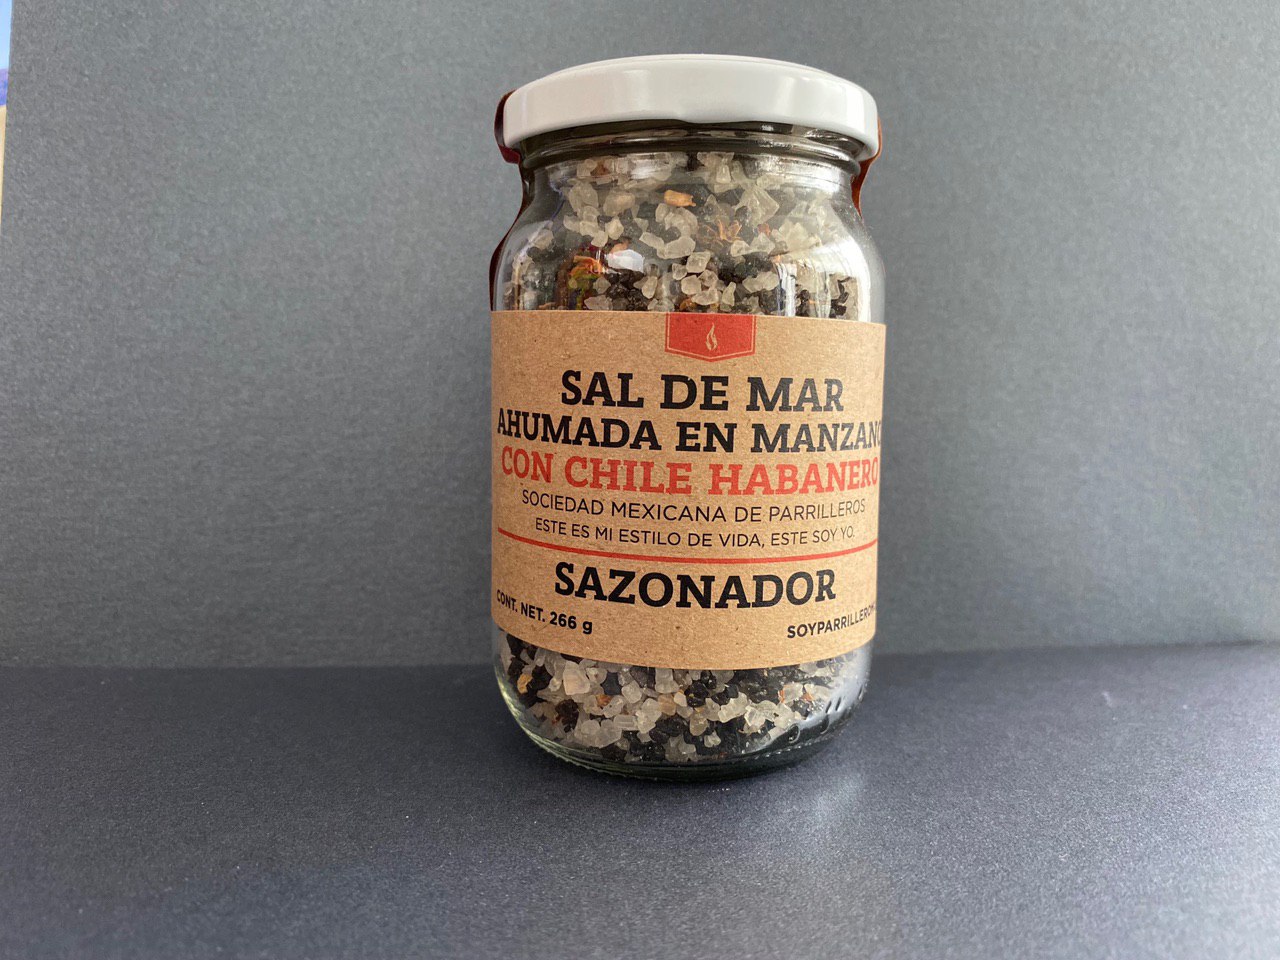 SAL DE MAR
AHUMADA EN MANZANO
CON CHILE HABANERO
SOCIEDAD MEXICANA DE PARRILLEROS
ESTE ES MI ESTILO DE VIDA, ESTE SOY YO.
SAZONADOR
CONT. NET. 266 g